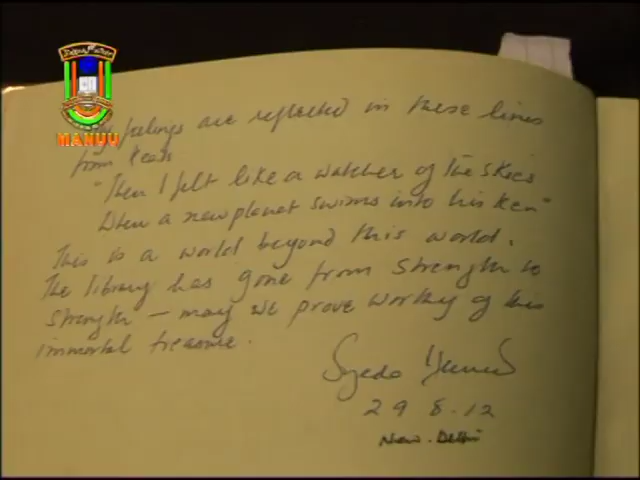 MANUU
feelings are reflected in these lines
from Keats
"Then I felt like a watcher of the skies
When a new planet swims into his ken"
This is a world beyond this world.
The library has gone from strength to
strength – may we prove worthy of this
immortal treasure.
Syeda
29 8.12
New Delhi